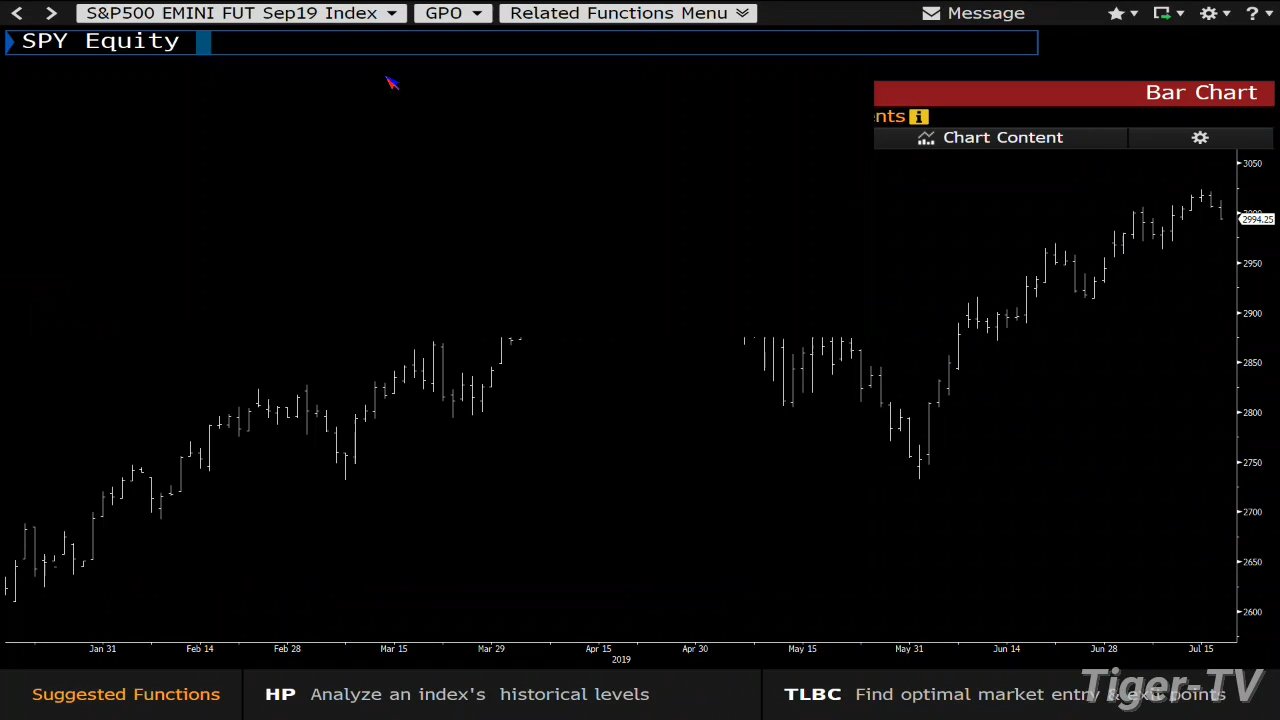 S&P500 EMINI FUT Sep19 Index GPO Related Functions Menu Message ?
SPY Equity
Bar Chart
nts i
Chart Content
3050
2994.25
2950
2900
2850
2800
2750
2700
2650
2600
Jan 31 Feb 14 Feb 28 Mar 15 Mar 29 Apr 15 Apr 30 May 15 May 31 Jun 14 Jun 28 Jul 15
2019
Suggested Functions HP Analyze an index's historical levels TLBC Find optimal market entry & exit points
Tiger-TV